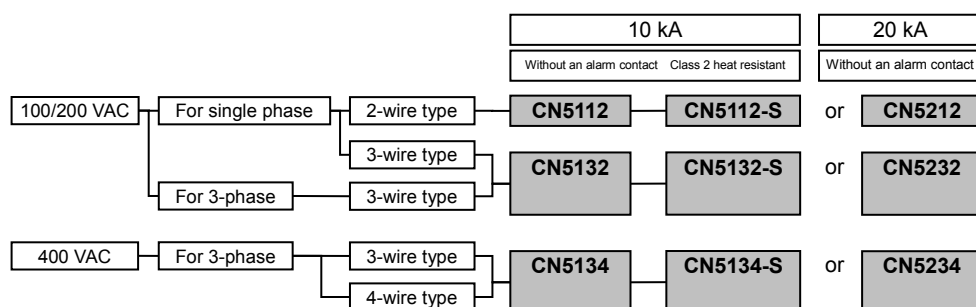 10 kA
20 kA
Without an alarm contact Class 2 heat resistant
Without an alarm contact
100/200 VAC For single phase 2-wire type CN5112 CN5112-S or CN5212
3-wire type CN5132 CN5132-S or CN5232
For 3-phase 3-wire type
400 VAC For 3-phase 3-wire type CN5134 CN5134-S or CN5234
4-wire type